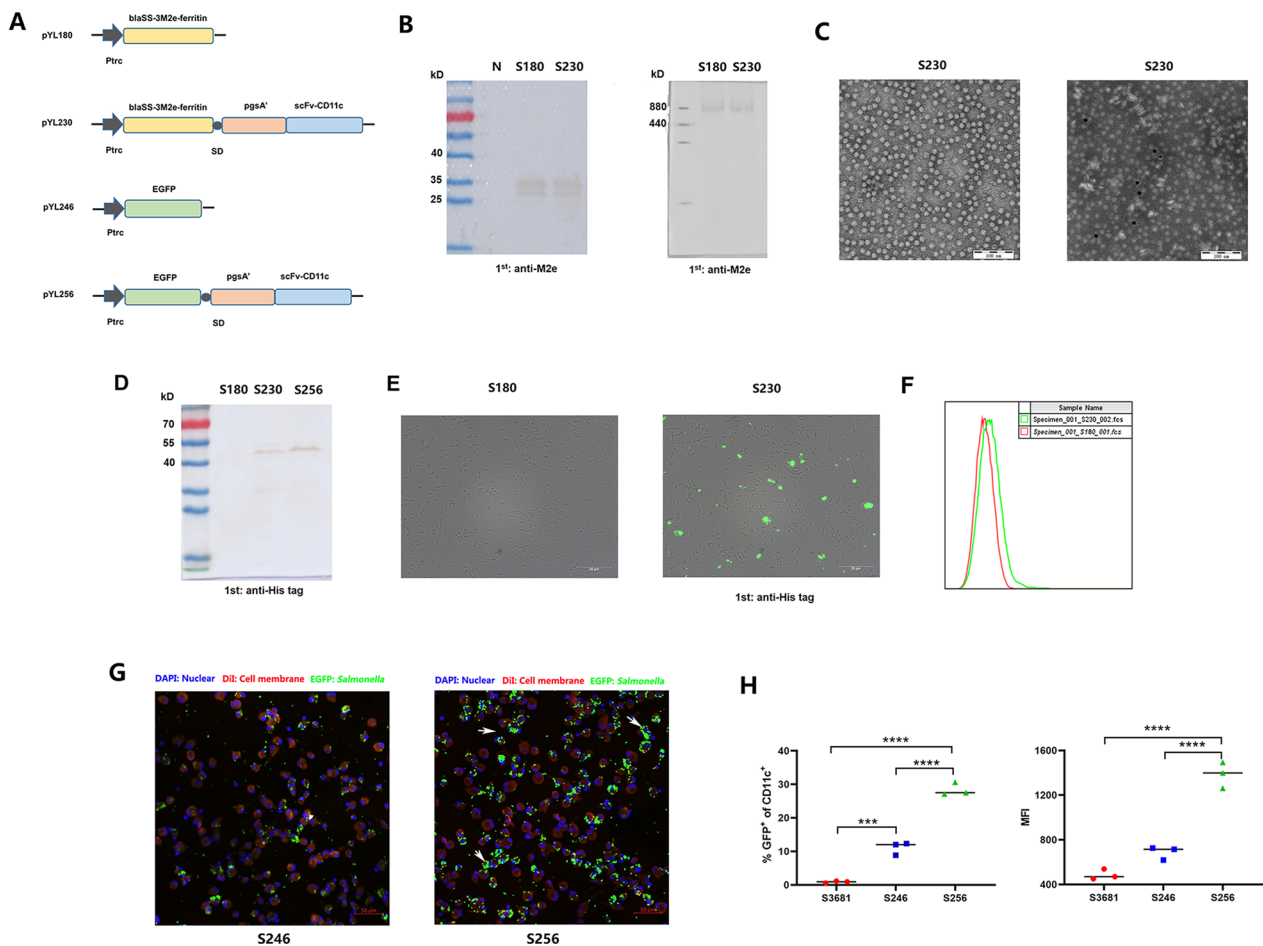 A
blaSS-3M2e-ferritin
pYL180
Ptrc
blaSS-3M2e-ferritin pgsA' scFv-CD11c
pYL230
Ptrc SD
EGFP
pYL246
Ptrc
EGFP pgsA' scFv-CD11c
pYL256
Ptrc SD
B
kD N S180 S230
40
35
25
1st: anti-M2e
kD S180 S230
880
440
1st: anti-M2e
C
S230
100 nm
S230
100 nm
D
kD S180 S230 S256
70
55
40
1st: anti-His tag
E
S180
S230
1st: anti-His tag
F
Sample Name
Specimen_001_S230_002.fcs
Specimen_001_S180_001.fcs
G
DAPI: Nuclear DiI: Cell membrane EGFP: Salmonella
50 μm
S246
DAPI: Nuclear DiI: Cell membrane EGFP: Salmonella
50 μm
S256
H
% GFP+ of CD11c+
40
30
20
10
0
****
****
***
S3681 S246 S256
MFI
1600
1200
800
400
****
****
S3681 S246 S256